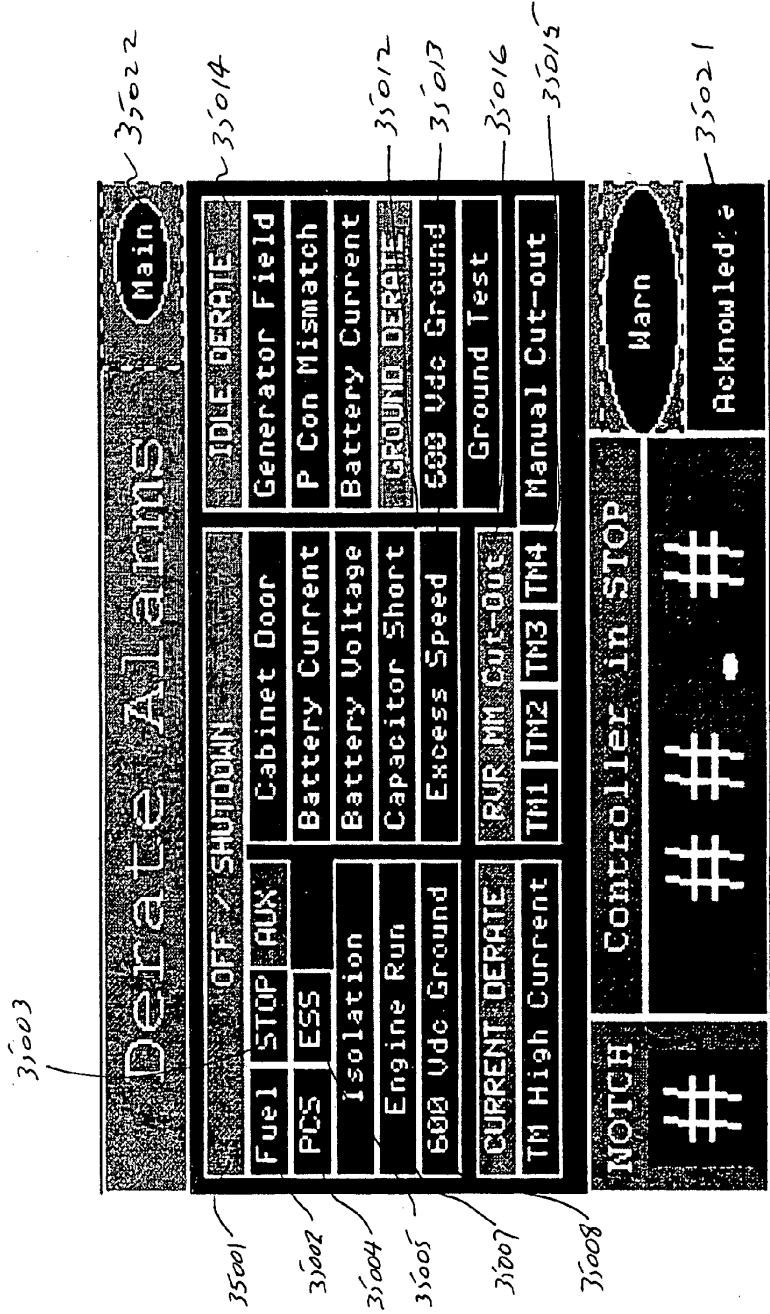 Derate Alarms
Main
OFF / SHUTDOWN
Fuel STOP AUX
PCS ESS
Isolation
Engine Run
600 Vdc Ground
Cabinet Door
Battery Current
Battery Voltage
Capacitor Short
Excess Speed
IDLE DERATE
Generator Field
P Con Mismatch
Battery Current
GROUND DERATE
600 Vdc Ground
Ground Test
CURRENT DERATE
TM High Current
RVR MM Cut-Out
TM1 TM2 TM3 TM4 Manual Cut-out
NOTCH
#
Controller in STOP
##.#
Warn
Acknowledge
35001
35002
35003
35004
35005
35007
35008
35022
35014
35012
35013
35016
35015
35021